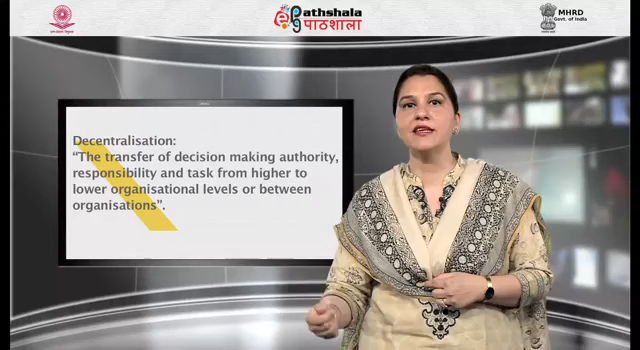 Pathshala
पाठशाला
MHRD
Govt. of India
Decentralisation:
“The transfer of decision making authority,
responsibility and task from higher to
lower organisational levels or between
organisations”.